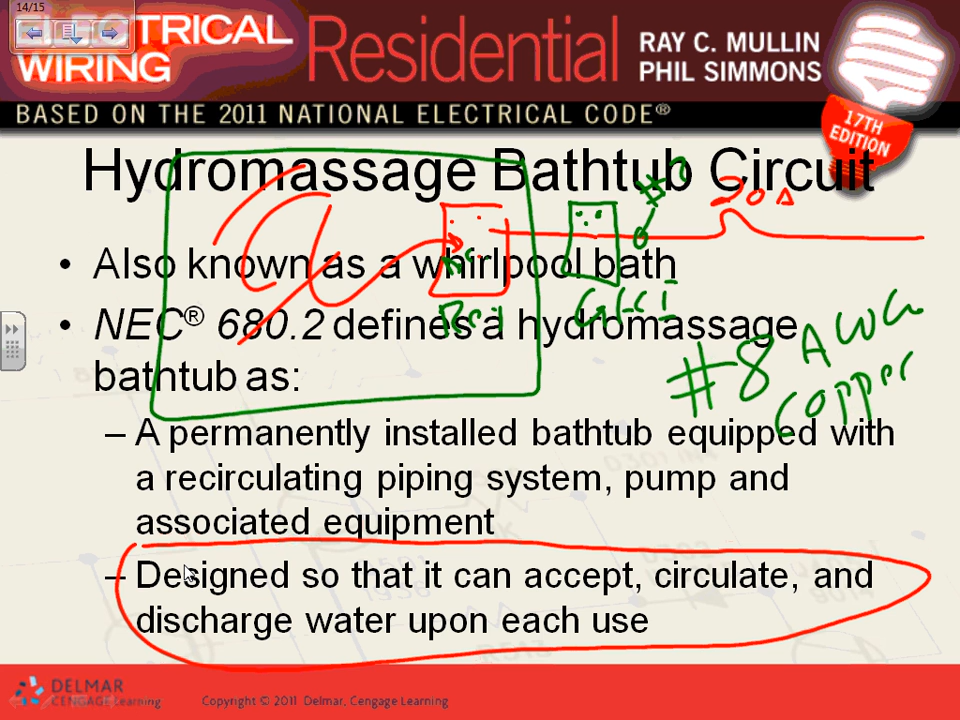 14/15
ELECTRICAL WIRING
Residential
RAY C. MULLIN
PHIL SIMMONS
BASED ON THE 2011 NATIONAL ELECTRICAL CODE®
17TH EDITION
Hydromassage Bathtub Circuit
20 A
• Also known as a whirlpool bath
Rec
GFCI
• NEC® 680.2 defines a hydromassage
bathtub as:
#8 AWG
copper
– A permanently installed bathtub equipped with
a recirculating piping system, pump and
associated equipment
– Designed so that it can accept, circulate, and
discharge water upon each use
DELMAR
CENGAGE Learning
Copyright © 2011 Delmar, Cengage Learning